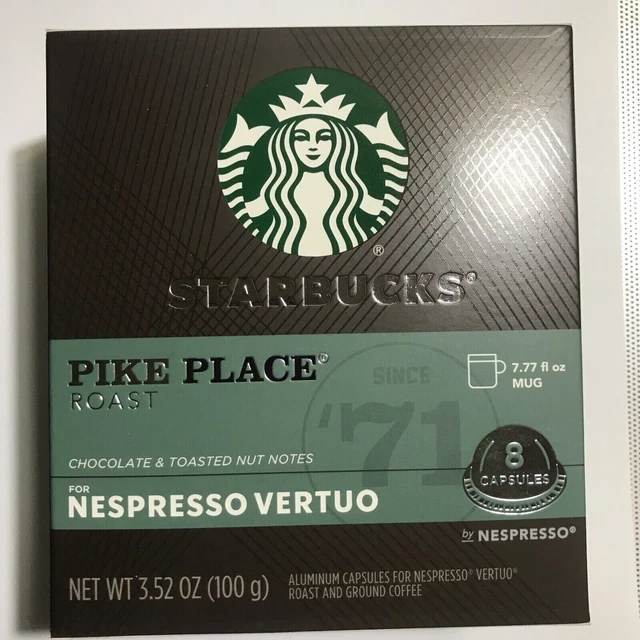 STARBUCKS®
PIKE PLACE®
ROAST
SINCE
'71
7.77 fl oz
MUG
CHOCOLATE & TOASTED NUT NOTES
8
CAPSULES
FOR
NESPRESSO VERTUO
by NESPRESSO®
NET WT 3.52 OZ (100 g)
ALUMINUM CAPSULES FOR NESPRESSO® VERTUO®
ROAST AND GROUND COFFEE